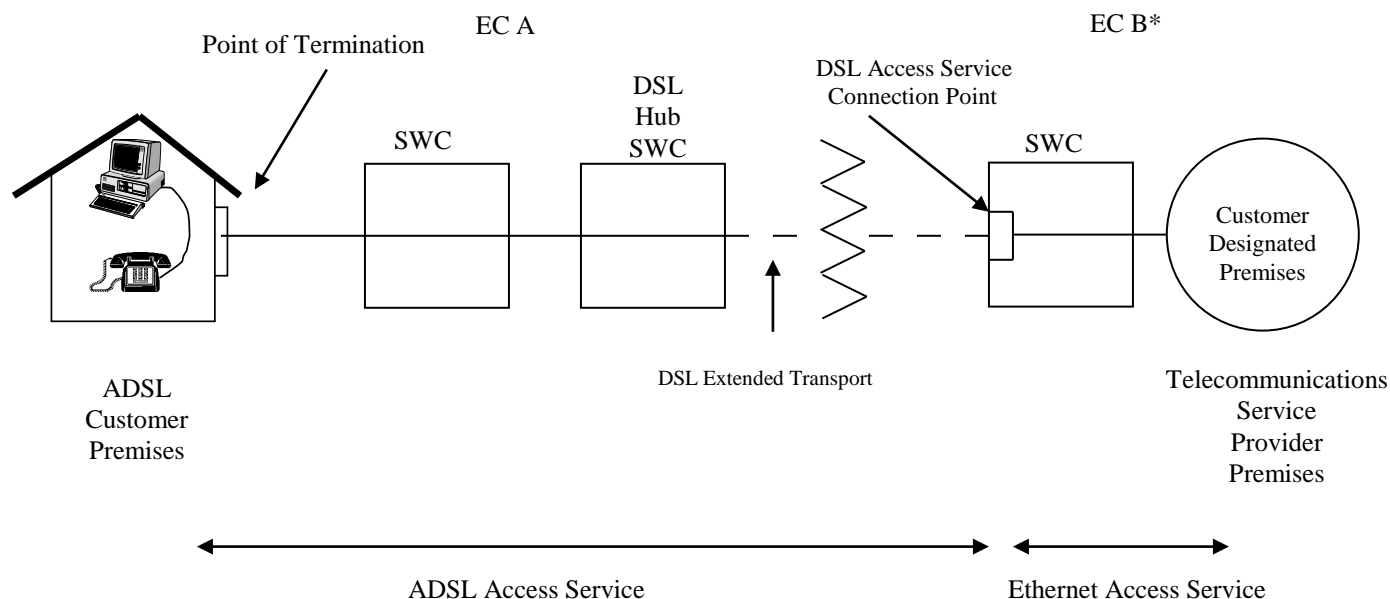 EC A
EC B*
Point of Termination
DSL Access Service
Connection Point
DSL
Hub
SWC
SWC
SWC
Customer
Designated
Premises
DSL Extended Transport
ADSL
Customer
Premises
Telecommunications
Service
Provider
Premises
ADSL Access Service
Ethernet Access Service